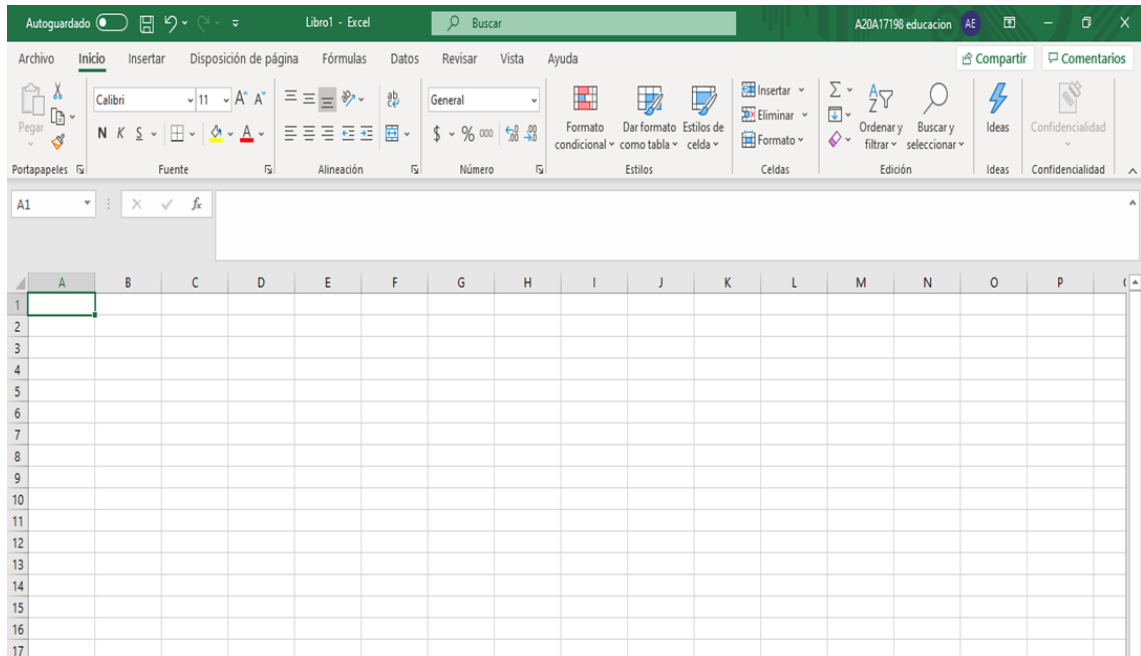 Autoguardado Libro1 - Excel Buscar A20A17198 educacion AE
Archivo Inicio Insertar Disposición de página Fórmulas Datos Revisar Vista Ayuda Compartir Comentarios
Pegar
Calibri 11 A A ab General
N K S A $ % 000
Formato condicional
Dar formato como tabla
Estilos de celda
Insertar
Eliminar
Formato
Ordenar y filtrar
Buscar y seleccionar
Ideas
Confidencialidad
Portapapeles Fuente Alineación Número Estilos Celdas Edición Ideas Confidencialidad
A1 fx
A B C D E F G H I J K L M N O P
1
2
3
4
5
6
7
8
9
10
11
12
13
14
15
16
17